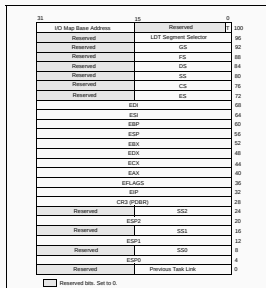 31 15 0
I/O Map Base Address Reserved T 100
Reserved LDT Segment Selector 96
Reserved GS 92
Reserved FS 88
Reserved DS 84
Reserved SS 80
Reserved CS 76
Reserved ES 72
EDI 68
ESI 64
EBP 60
ESP 56
EBX 52
EDX 48
ECX 44
EAX 40
EFLAGS 36
EIP 32
CR3 (PDBR) 28
Reserved SS2 24
ESP2 20
Reserved SS1 16
ESP1 12
Reserved SS0 8
ESP0 4
Reserved Previous Task Link 0
Reserved bits. Set to 0.